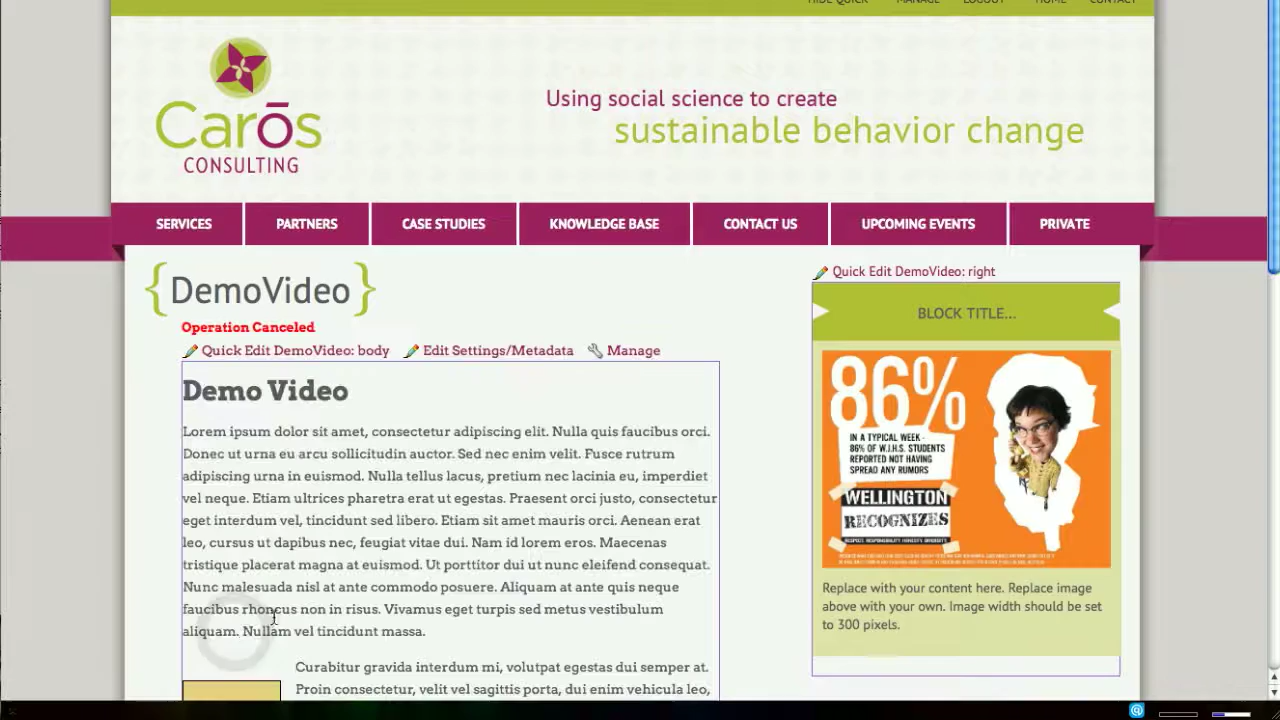 HIDE QUICK MANAGE LOGOUT HOME CONTACT
Carōs
CONSULTING
Using social science to create
sustainable behavior change
SERVICES PARTNERS CASE STUDIES KNOWLEDGE BASE CONTACT US UPCOMING EVENTS PRIVATE
{DemoVideo}
Operation Canceled
Quick Edit DemoVideo: body Edit Settings/Metadata Manage
Demo Video
Lorem ipsum dolor sit amet, consectetur adipiscing elit. Nulla quis faucibus orci.
Donec ut urna eu arcu sollicitudin auctor. Sed nec enim velit. Fusce rutrum
adipiscing urna in euismod. Nulla tellus lacus, pretium nec lacinia eu, imperdiet
vel neque. Etiam ultrices pharetra erat ut egestas. Praesent orci justo, consectetur
eget interdum vel, tincidunt sed libero. Etiam sit amet mauris orci. Aenean erat
leo, cursus ut dapibus nec, feugiat vitae dui. Nam id lorem eros. Maecenas
tristique placerat magna at euismod. Ut porttitor dui ut nunc eleifend consequat.
Nunc malesuada nisl at ante commodo posuere. Aliquam at ante quis neque
faucibus rhoncus non in risus. Vivamus eget turpis sed metus vestibulum
aliquam. Nullam vel tincidunt massa.
Curabitur gravida interdum mi, volutpat egestas dui semper at.
Proin consectetur, velit vel sagittis porta, dui enim vehicula leo,
Quick Edit DemoVideo: right
BLOCK TITLE...
86%
IN A TYPICAL WEEK -
86% OF W.I.H.S. STUDENTS
REPORTED NOT HAVING
SPREAD ANY RUMORS
WELLINGTON
RECOGNIZES
Replace with your content here. Replace image
above with your own. Image width should be set
to 300 pixels.